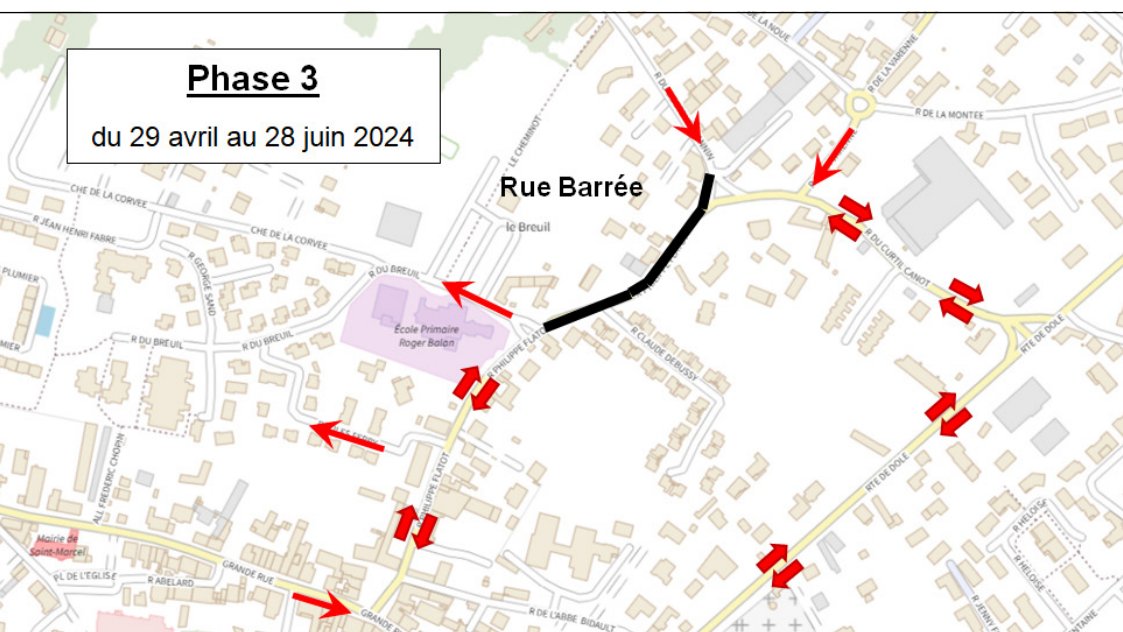 Phase 3
du 29 avril au 28 juin 2024
Rue Barrée
R DE LA VARENNE
R DE LA MONTEE
LE CHEMINOT
CHE DE LA CORVEE
R JEAN HENRI FABRE
CHE DE LA CORVEE
le Breuil
R GEORGE SAND
R DU BREUIL
R DU CURTIL CANOT
PLUMIER
École Primaire
Roger Balan
R PHILIPPE FLATOT
R DU BREUIL
R DU BREUIL
R CLAUDE DEBUSSY
RTE DE DOLE
ALL FREDERIC CHOPIN
R PHILIPPE FLATOT
RTE DE DOLE
Mairie de
Saint-Marcel
GRANDE RUE
R HELOISE
R HELOISE
PL DE L'EGLISE
R ABELARD
GRANDE
R DE L'ABBE BIDAULT
R JENNY